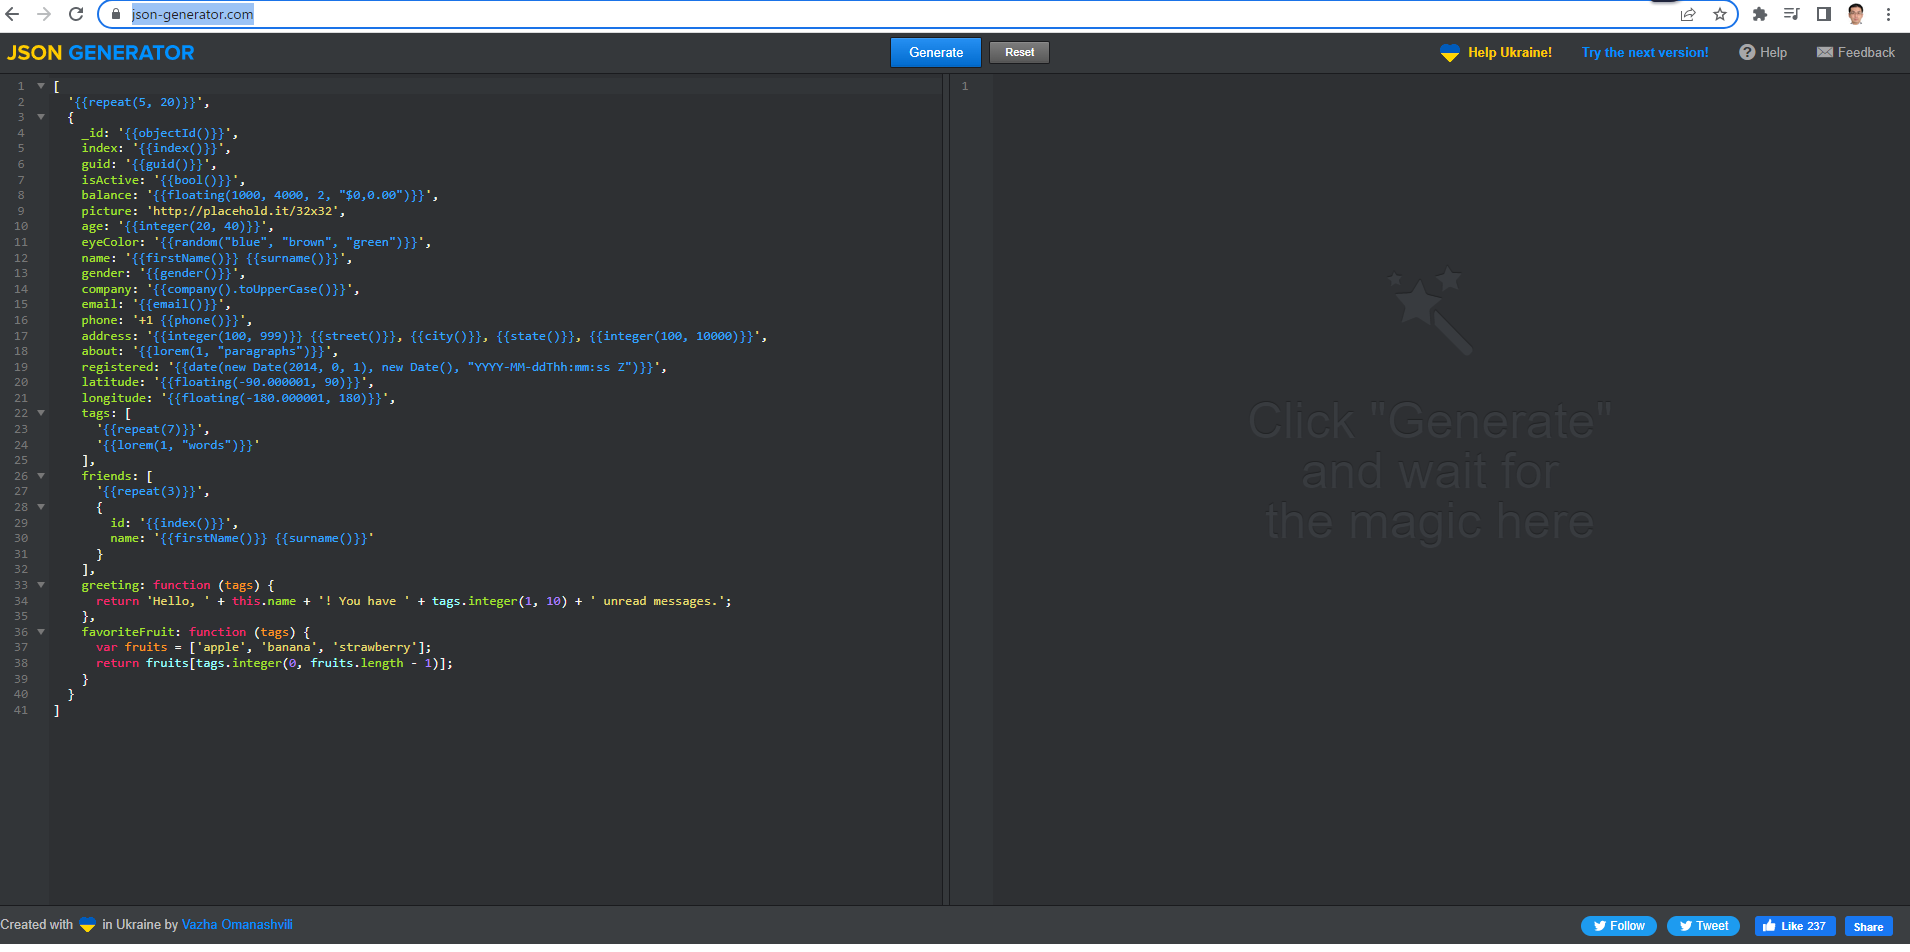 json-generator.com
JSON GENERATOR
Generate
Reset
Help Ukraine!
Try the next version!
? Help
Feedback
1 [
2 '{{repeat(5, 20)}}',
3 {
4 _id: '{{objectId()}}',
5 index: '{{index()}}',
6 guid: '{{guid()}}',
7 isActive: '{{bool()}}',
8 balance: '{{floating(1000, 4000, 2, "$0,0.00")}}',
9 picture: 'http://placehold.it/32x32',
10 age: '{{integer(20, 40)}}',
11 eyeColor: '{{random("blue", "brown", "green")}}',
12 name: '{{firstName()}} {{surname()}}',
13 gender: '{{gender()}}',
14 company: '{{company().toUpperCase()}}',
15 email: '{{email()}}',
16 phone: '+1 {{phone()}}',
17 address: '{{integer(100, 999)}} {{street()}}, {{city()}}, {{state()}}, {{integer(100, 10000)}}',
18 about: '{{lorem(1, "paragraphs")}}',
19 registered: '{{date(new Date(2014, 0, 1), new Date(), "YYYY-MM-ddThh:mm:ss Z")}}',
20 latitude: '{{floating(-90.000001, 90)}}',
21 longitude: '{{floating(-180.000001, 180)}}',
22 tags: [
23 '{{repeat(7)}}',
24 '{{lorem(1, "words")}}'
25 ],
26 friends: [
27 '{{repeat(3)}}',
28 {
29 id: '{{index()}}',
30 name: '{{firstName()}} {{surname()}}'
31 }
32 ],
33 greeting: function (tags) {
34 return 'Hello, ' + this.name + '! You have ' + tags.integer(1, 10) + ' unread messages.';
35 },
36 favoriteFruit: function (tags) {
37 var fruits = ['apple', 'banana', 'strawberry'];
38 return fruits[tags.integer(0, fruits.length - 1)];
39 }
40 }
41 ]
1
Click "Generate"
and wait for
the magic here
Created with in Ukraine by Vazha Omanashvili
Follow
Tweet
Like 237
Share